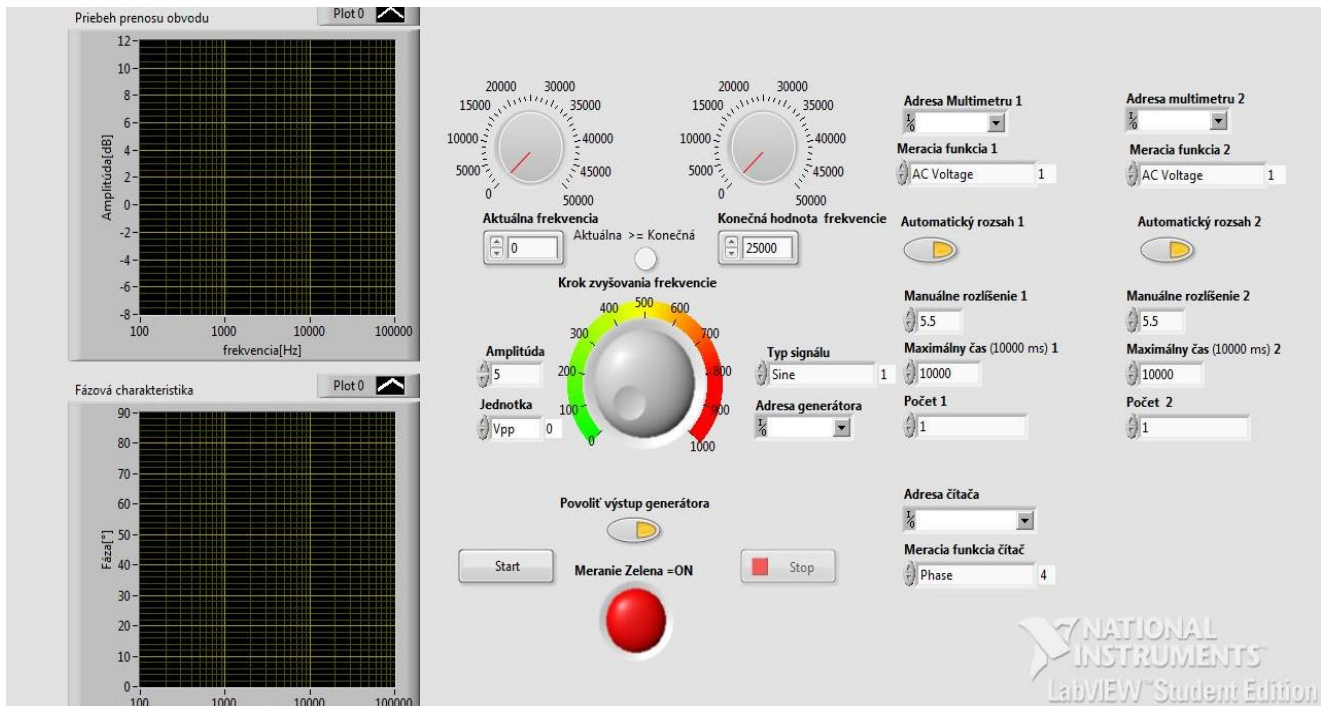 Priebeh prenosu obvodu
Plot 0
Amplitúda[dB]
12
10
8
6
4
2
0
-2
-4
-6
-8
100 1000 10000 100000
frekvencia[Hz]
Fázová charakteristika
Plot 0
Fáza[°]
90
80
70
60
50
40
30
20
10
0
100 1000 10000 100000
0 5000 10000 15000 20000 30000 35000 40000 45000 50000
Aktuálna frekvencia
0
Aktuálna >= Konečná
0 5000 10000 15000 20000 30000 35000 40000 45000 50000
Konečná hodnota frekvencie
25000
Krok zvyšovania frekvencie
0 100 200 300 400 500 600 700 800 900 1000
Amplitúda
5
Jednotka
Vpp 0
Typ signálu
Sine 1
Adresa generátora
Povoliť výstup generátora
Start
Meranie Zelena =ON
Stop
Adresa Multimetru 1
Meracia funkcia 1
AC Voltage 1
Automatický rozsah 1
Manuálne rozlíšenie 1
5.5
Maximálny čas (10000 ms) 1
10000
Počet 1
1
Adresa multimetru 2
Meracia funkcia 2
AC Voltage 1
Automatický rozsah 2
Manuálne rozlíšenie 2
5.5
Maximálny čas (10000 ms) 2
10000
Počet 2
1
Adresa čítača
Meracia funkcia čítač
Phase 4
NATIONAL
INSTRUMENTS
LabVIEW™ Student Edition